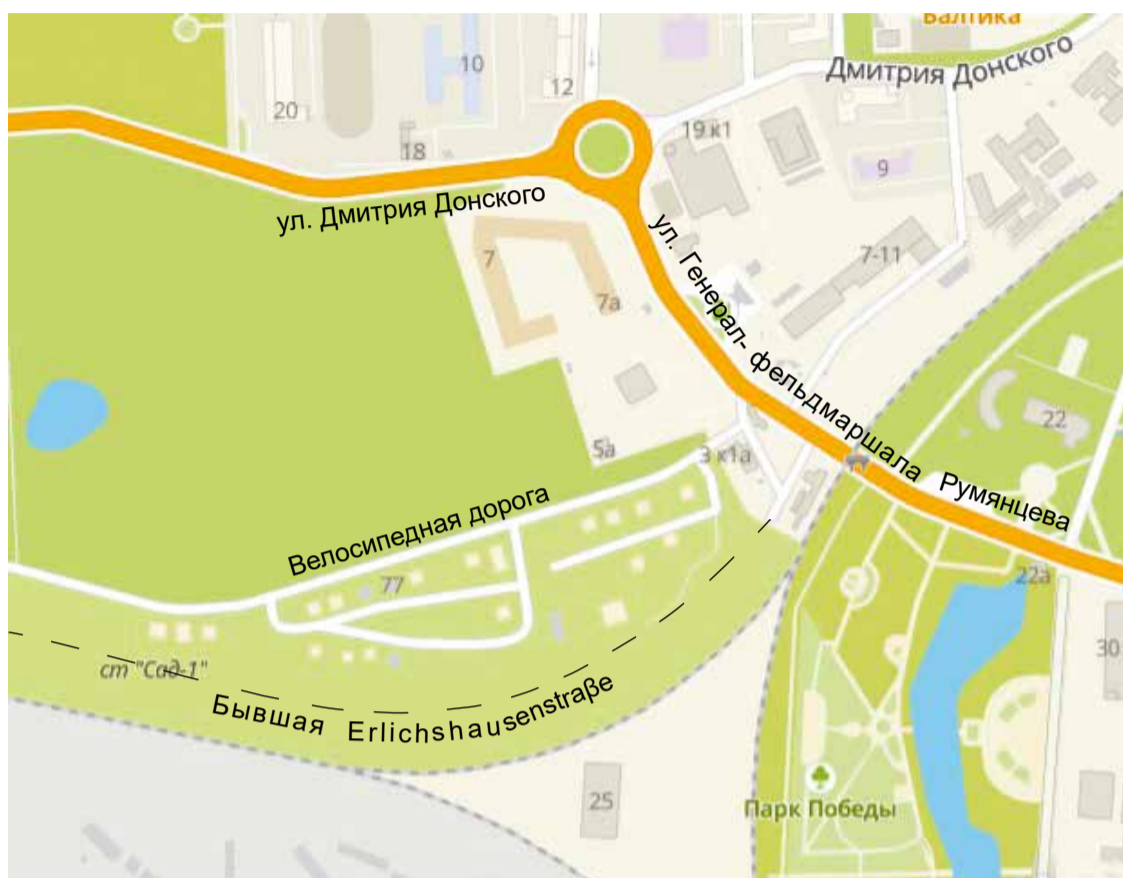 Балтика
10
12
20
18
Дмитрия Донского
19 к1
9
ул. Дмитрия Донского
7
7а
7-11
ул. Генерал- фельдмаршала Румянцева
22
5а
3 к1а
Велосипедная дорога
77
22а
30
ст "Сад-1"
Бывшая Erlichshausenstraße
25
Парк Победы